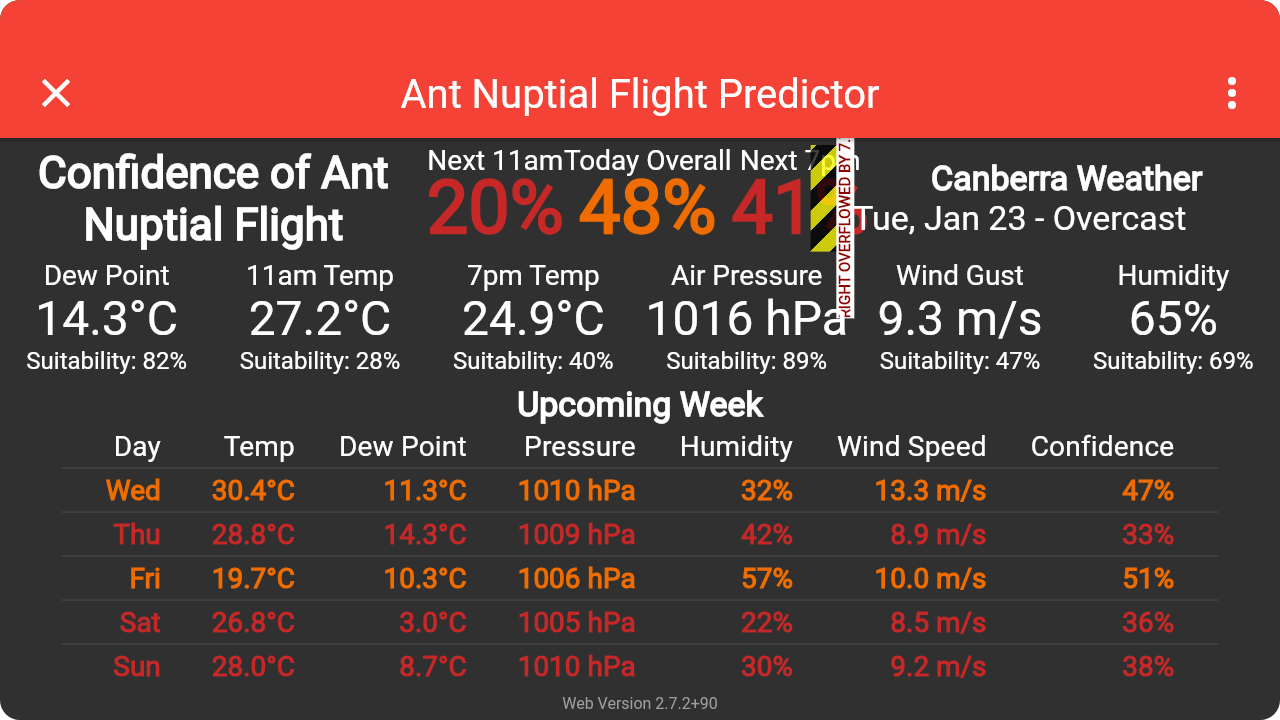 Ant Nuptial Flight Predictor
Confidence of Ant
Nuptial Flight
Next 11am Today Overall Next 7pm
20% 48% 41%
RIGHT OVERFLOWED BY 7.
Canberra Weather
Tue, Jan 23 - Overcast
Dew Point 11am Temp 7pm Temp Air Pressure Wind Gust Humidity
14.3°C 27.2°C 24.9°C 1016 hPa 9.3 m/s 65%
Suitability: 82% Suitability: 28% Suitability: 40% Suitability: 89% Suitability: 47% Suitability: 69%
Upcoming Week
Day Temp Dew Point Pressure Humidity Wind Speed Confidence
Wed 30.4°C 11.3°C 1010 hPa 32% 13.3 m/s 47%
Thu 28.8°C 14.3°C 1009 hPa 42% 8.9 m/s 33%
Fri 19.7°C 10.3°C 1006 hPa 57% 10.0 m/s 51%
Sat 26.8°C 3.0°C 1005 hPa 22% 8.5 m/s 36%
Sun 28.0°C 8.7°C 1010 hPa 30% 9.2 m/s 38%
Web Version 2.7.2+90